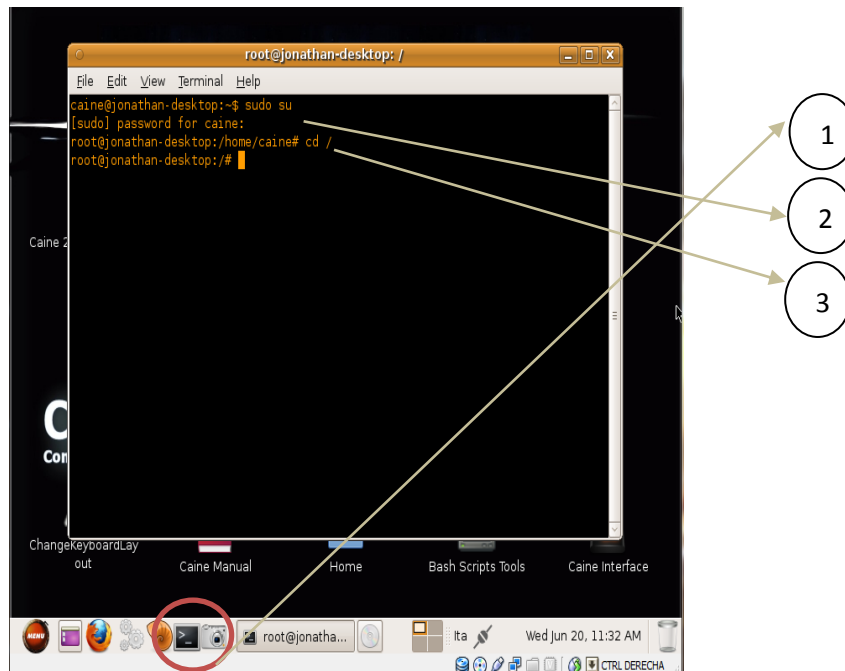 root@jonathan-desktop: /
File Edit View Terminal Help
caine@jonathan-desktop:~$ sudo su
[sudo] password for caine:
root@jonathan-desktop:/home/caine# cd /
root@jonathan-desktop:/#
1
2
3
Caine 2
C
Com
ChangeKeyboardLay
out
Caine Manual
Home
Bash Scripts Tools
Caine Interface
MENU
>_
root@jonatha...
Ita
Wed Jun 20, 11:32 AM
CTRL DERECHA